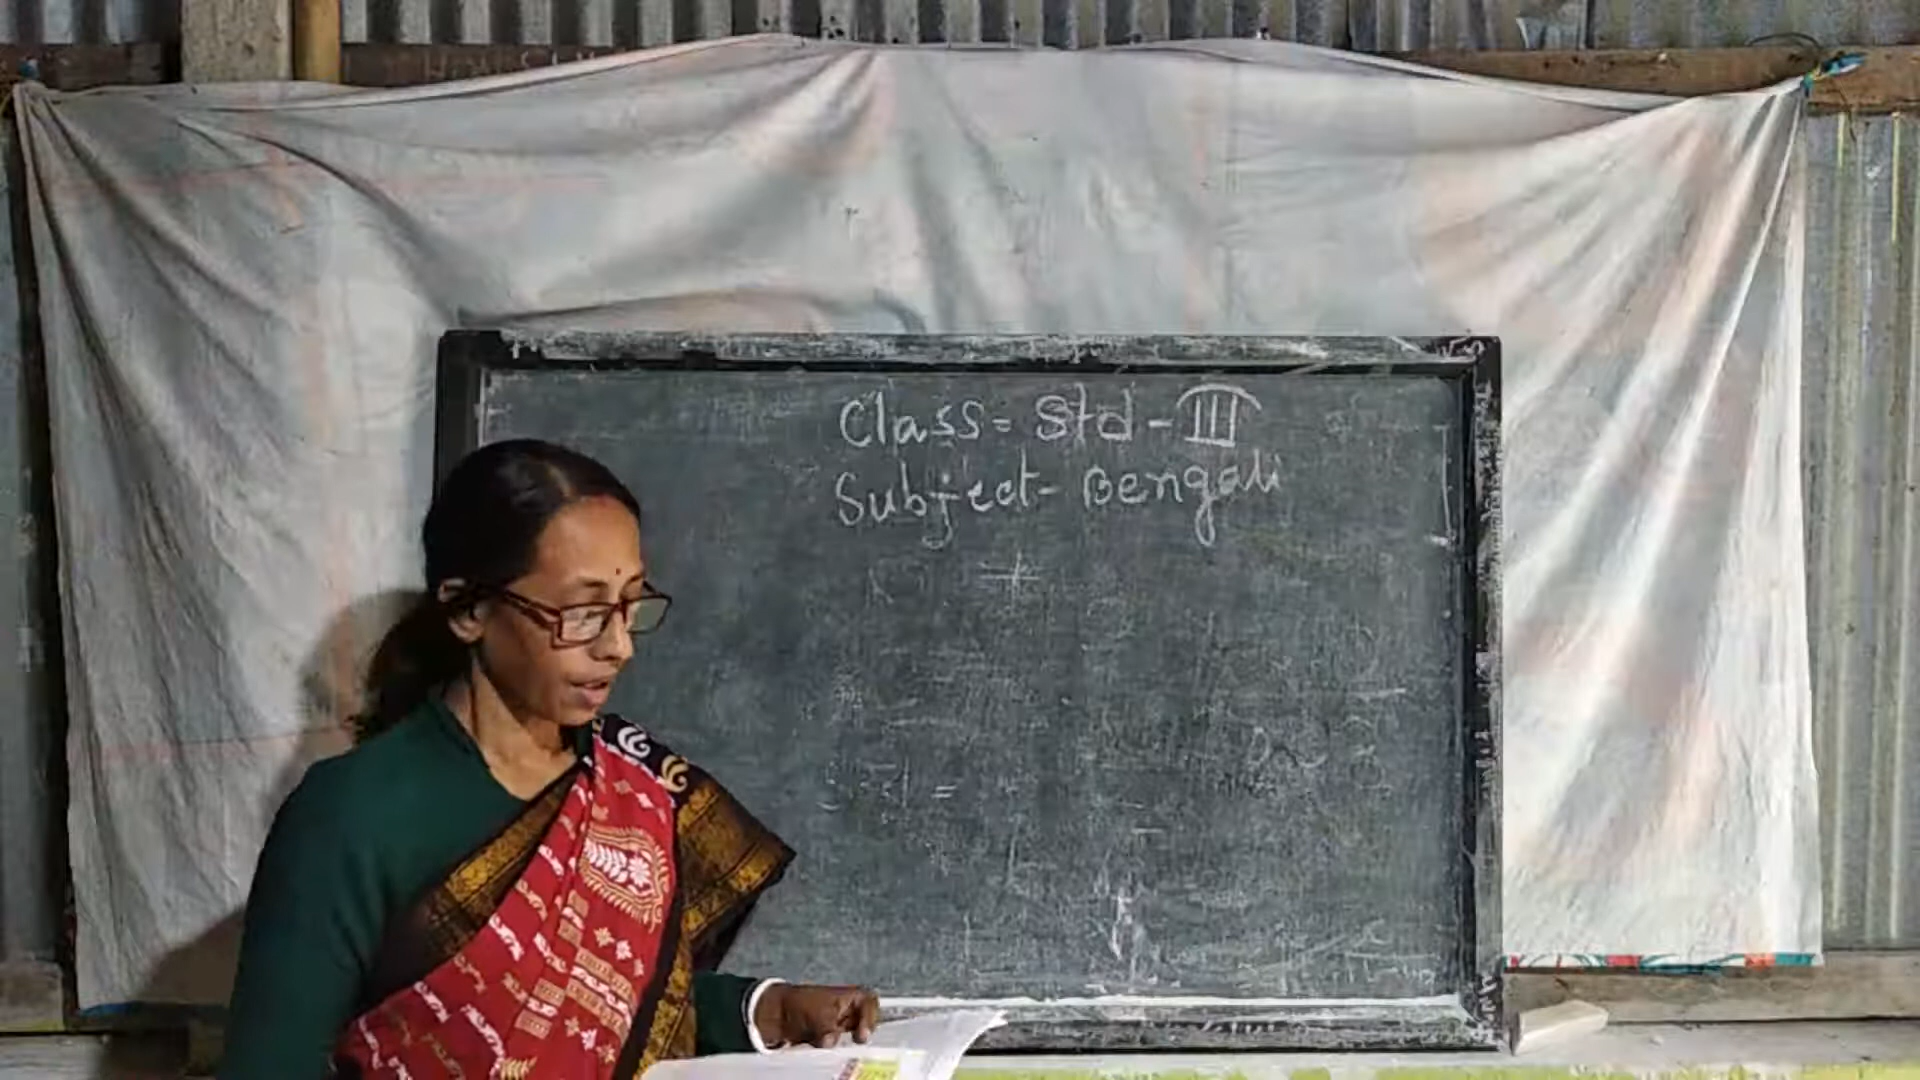 Class = Std - III
Subject - Bengali